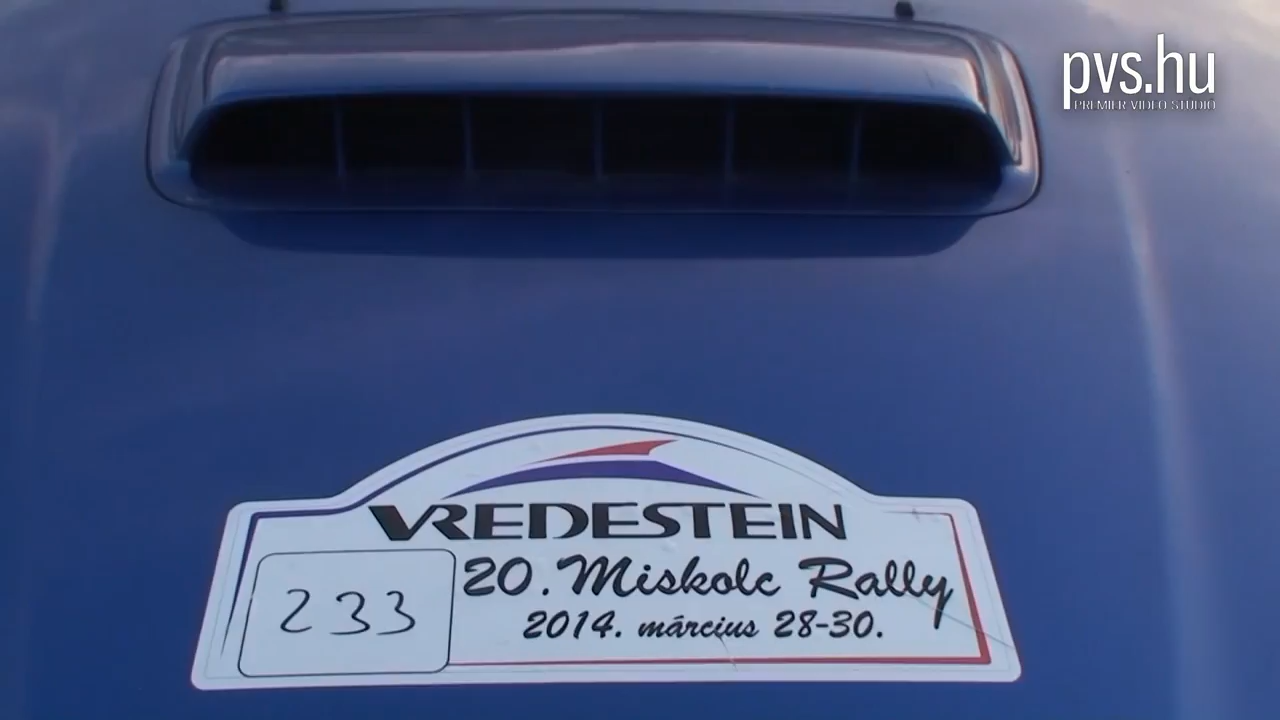 pvs.hu
PREMIER VIDEO STUDIO
VREDESTEIN
20. Miskolc Rally
233
2014. március 28-30.